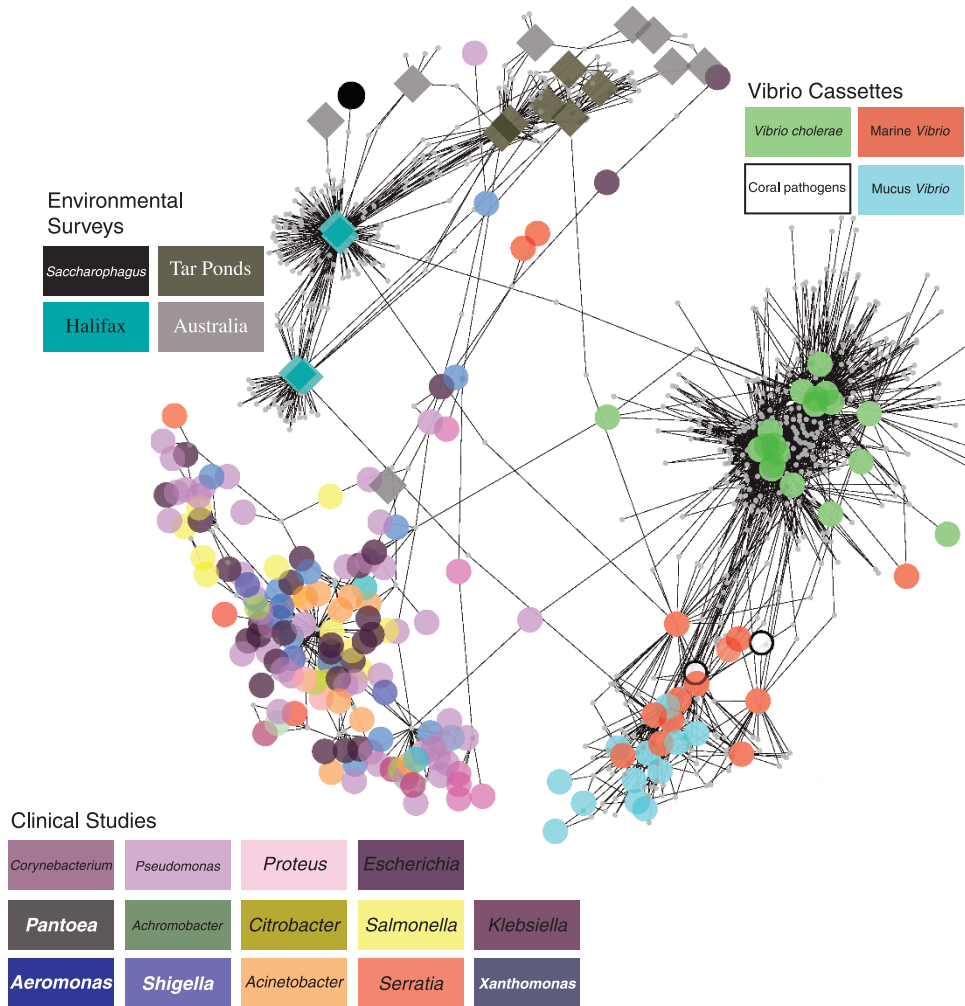 Vibrio Cassettes
Vibrio cholerae
Marine Vibrio
Coral pathogens
Mucus Vibrio
Environmental
Surveys
Saccharophagus
Tar Ponds
Halifax
Australia
Clinical Studies
Corynebacterium
Pseudomonas
Proteus
Escherichia
Pantoea
Achromobacter
Citrobacter
Salmonella
Klebsiella
Aeromonas
Shigella
Acinetobacter
Serratia
Xanthomonas